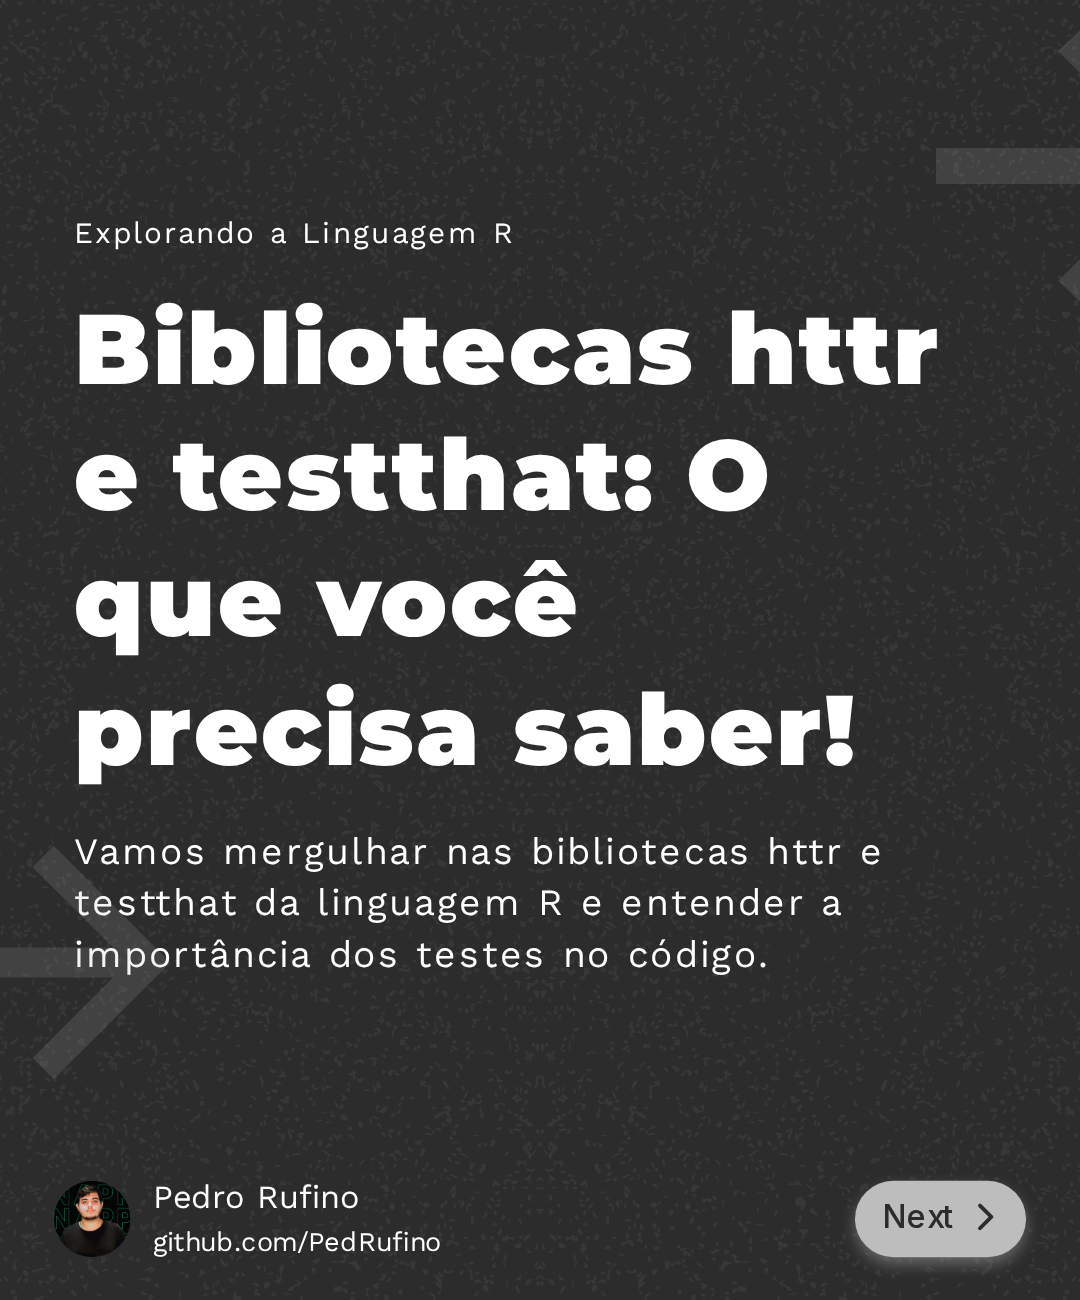 Explorando a Linguagem R
Bibliotecas httr
e testthat: O
que você
precisa saber!
Vamos mergulhar nas bibliotecas httr e
testthat da linguagem R e entender a
importância dos testes no código.
Pedro Rufino
github.com/PedRufino
Next